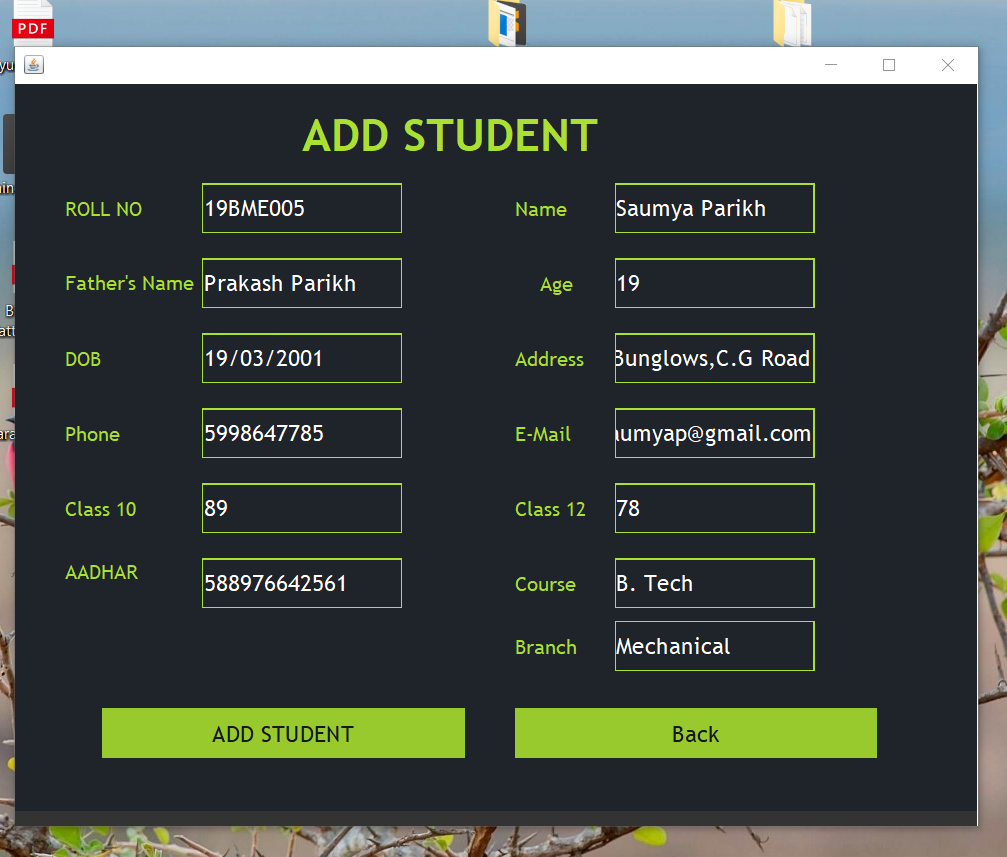 PDF
ADD STUDENT
ROLL NO 19BME005 Name Saumya Parikh
Father's Name Prakash Parikh Age 19
DOB 19/03/2001 Address Bunglows,C.G Road
Phone 5998647785 E-Mail aumyap@gmail.com
Class 10 89 Class 12 78
AADHAR 588976642561 Course B. Tech
Branch Mechanical
ADD STUDENT Back